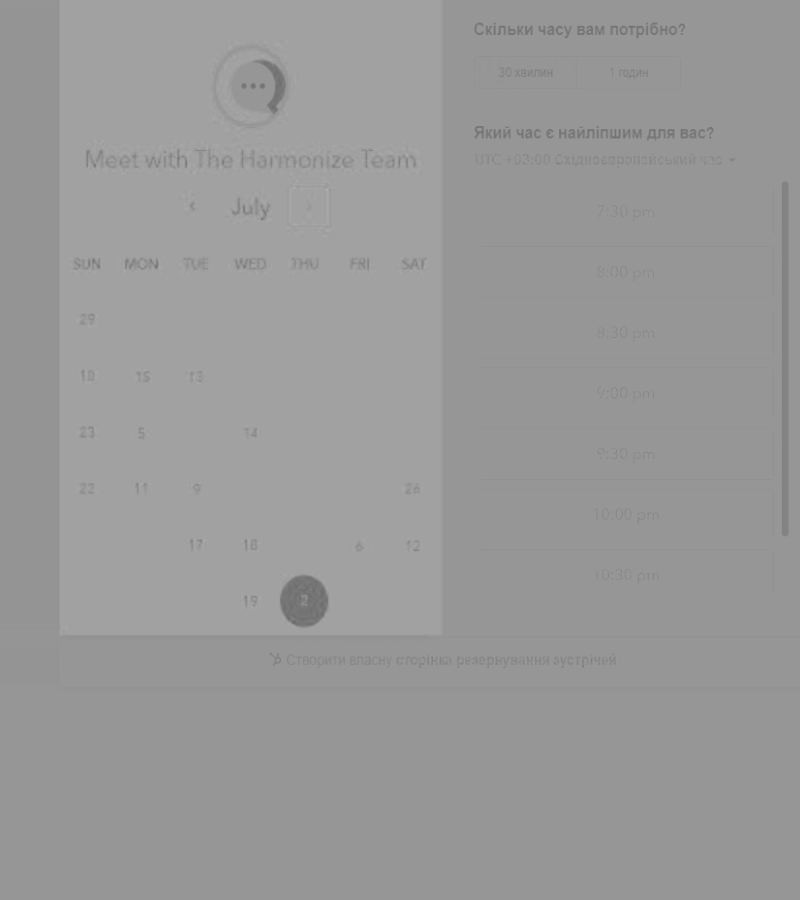 Meet with The Harmonize Team
July
SUN MON TUE WED THU FRI SAT
29
18 15 13
23 5 14
22 11 9 26
17 18 6 12
19 2
Скільки часу вам потрібно?
30 хвилин 1 годин
Який час є найліпшим для вас?
UTC +03:00 Східноєвропейський час
7:30 pm
8:00 pm
8:30 pm
9:00 pm
9:30 pm
10:00 pm
10:30 pm
Створити власну сторінка резервування зустрічей